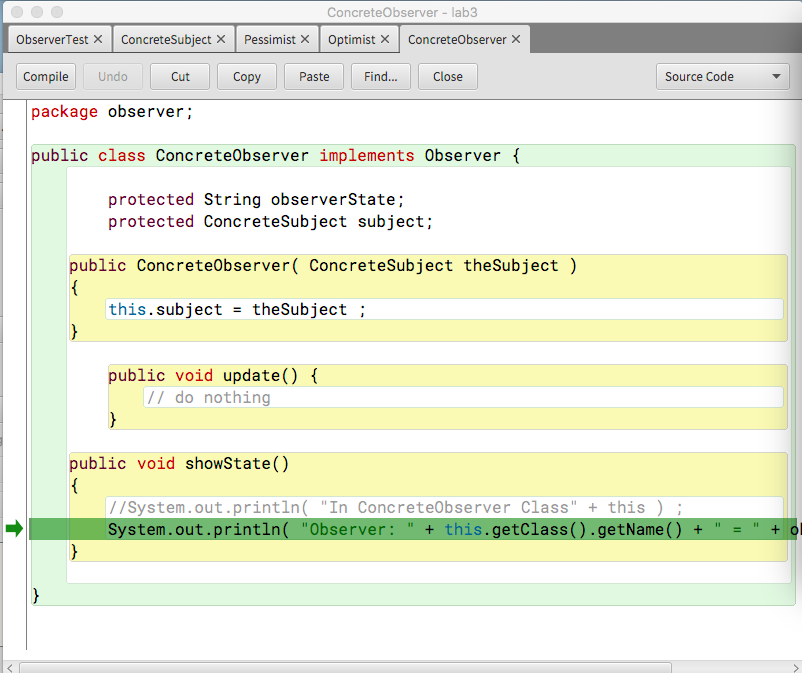 ConcreteObserver - lab3
ObserverTest ✕ ConcreteSubject ✕ Pessimist ✕ Optimist ✕ ConcreteObserver ✕
Compile Undo Cut Copy Paste Find... Close Source Code
package observer;
public class ConcreteObserver implements Observer {
protected String observerState;
protected ConcreteSubject subject;
public ConcreteObserver( ConcreteSubject theSubject )
{
this.subject = theSubject ;
}
public void update() {
// do nothing
}
public void showState()
{
//System.out.println( "In ConcreteObserver Class" + this ) ;
System.out.println( "Observer: " + this.getClass().getName() + " = " +
}
}